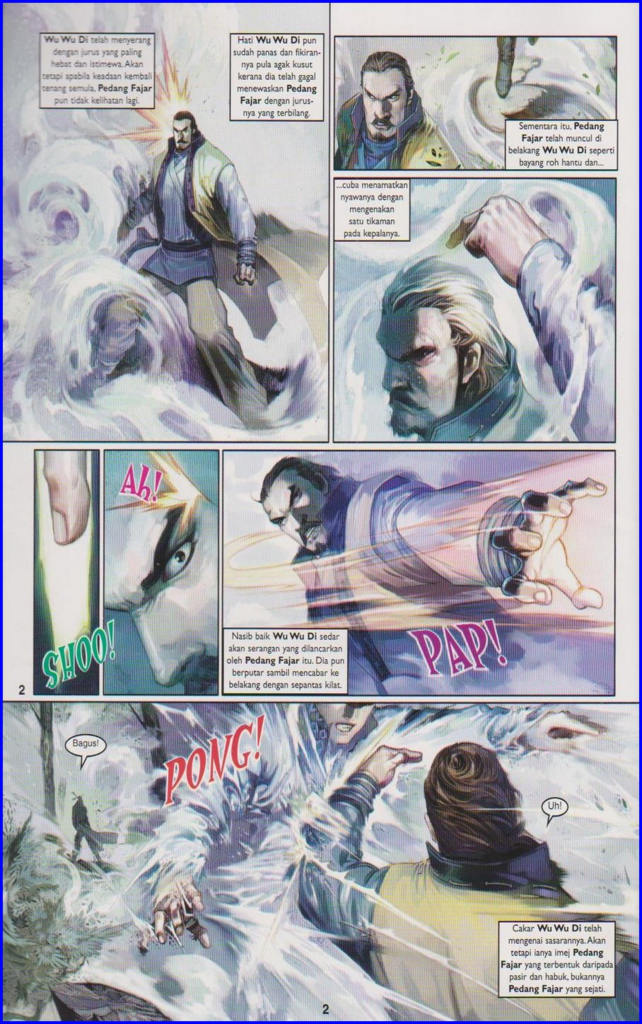 Wu Wu Di telah menyerang
dengan jurus yang paling
hebat dan istimewa. Akan
tetapi apabila keadaan kembali
tenang semula, Pedang Fajar
pun tidak kelihatan lagi.
Hati Wu Wu Di pun
sudah panas dan fikiran-
nya pula agak kusut
kerana dia telah gagal
menewaskan Pedang
Fajar dengan jurus-
nya yang terbilang.
Sementara itu, Pedang
Fajar telah muncul di
belakang Wu Wu Di seperti
bayang roh hantu dan...
...cuba menamatkan
nyawanya dengan
mengenakan
satu tikaman
pada kepalanya.
SHOO!
Ah!
Nasib baik Wu Wu Di sedar
akan serangan yang dilancarkan
oleh Pedang Fajar itu. Dia pun
berputar sambil mencabar ke
belakang dengan sepantas kilat.
PAP!
2
Bagus!
PONG!
Uh!
Cakar Wu Wu Di telah
mengenai sasarannya. Akan
tetapi ianya imej Pedang
Fajar yang terbentuk daripada
pasir dan habuk, bukannya
Pedang Fajar yang sejati.
2